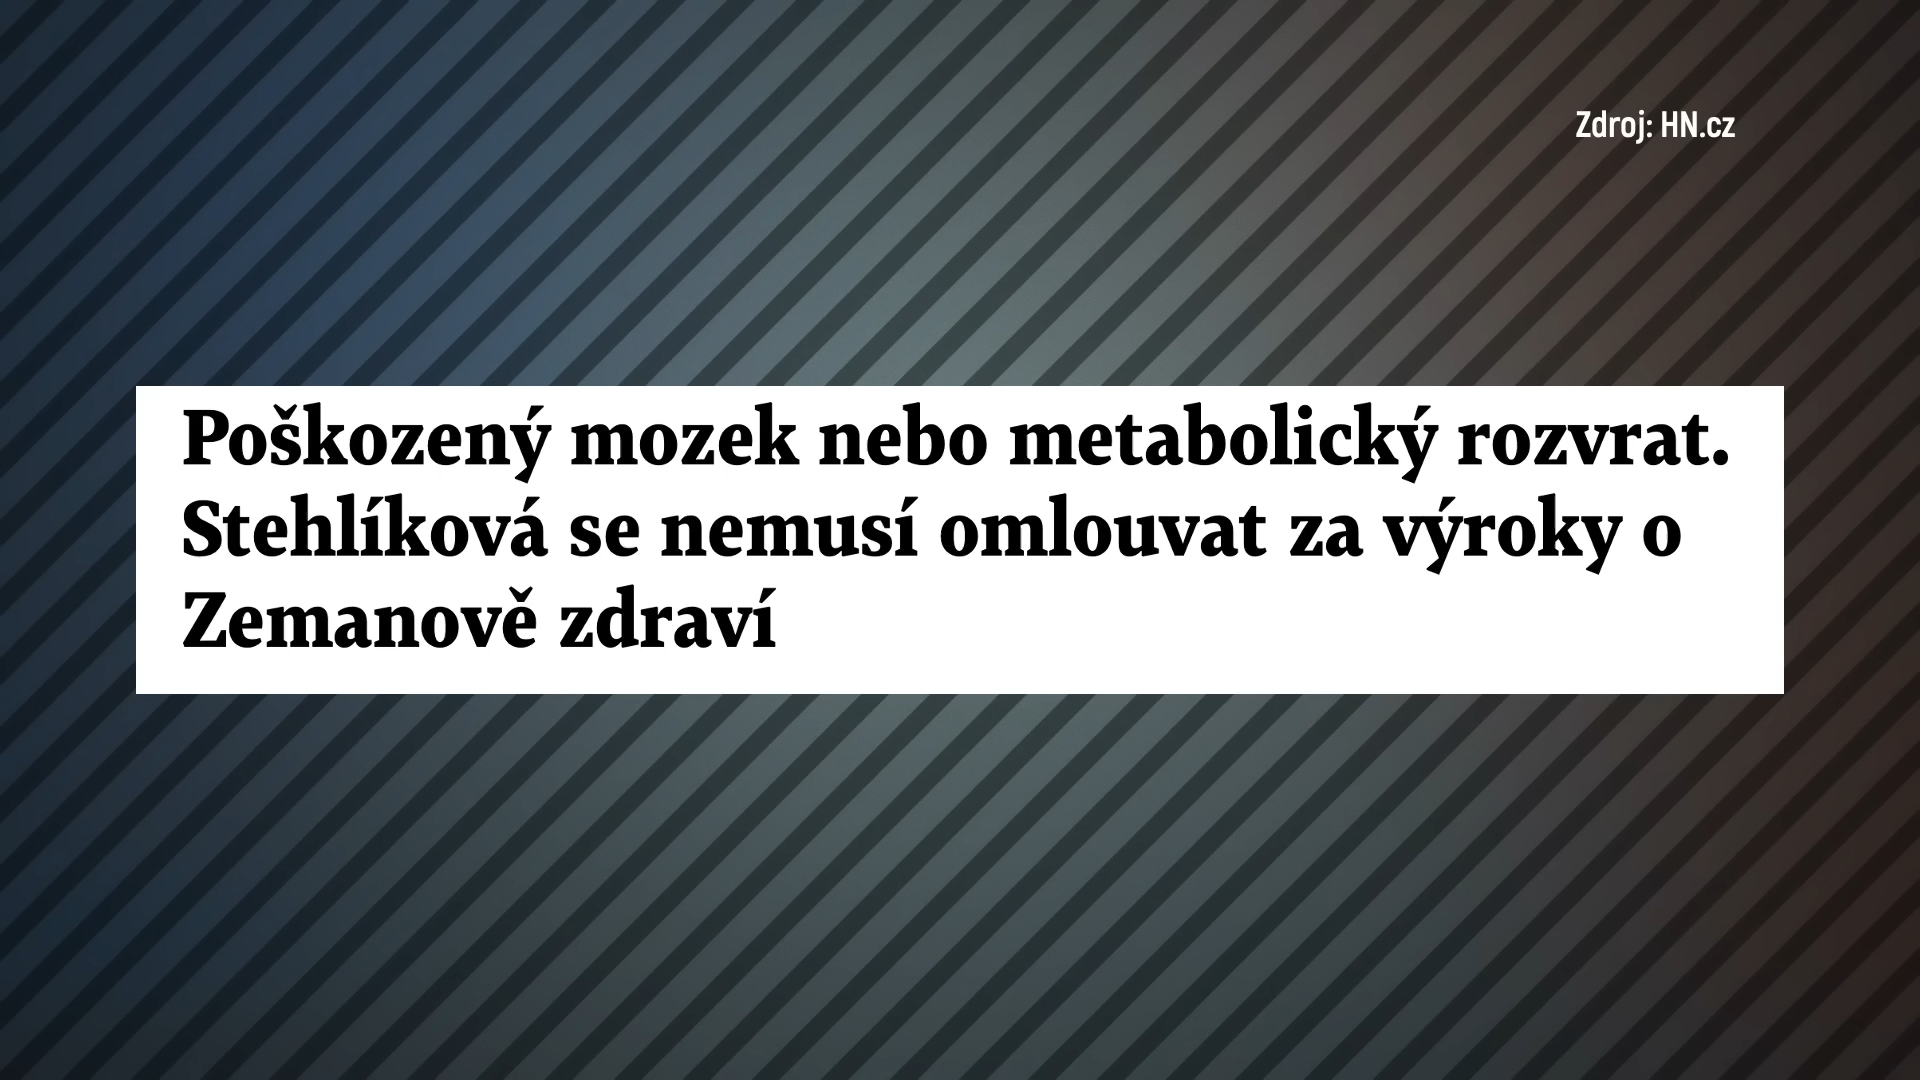 Zdroj: HN.cz
Poškozený mozek nebo metabolický rozvrat.
Stehlíková se nemusí omlouvat za výroky o
Zemanově zdraví